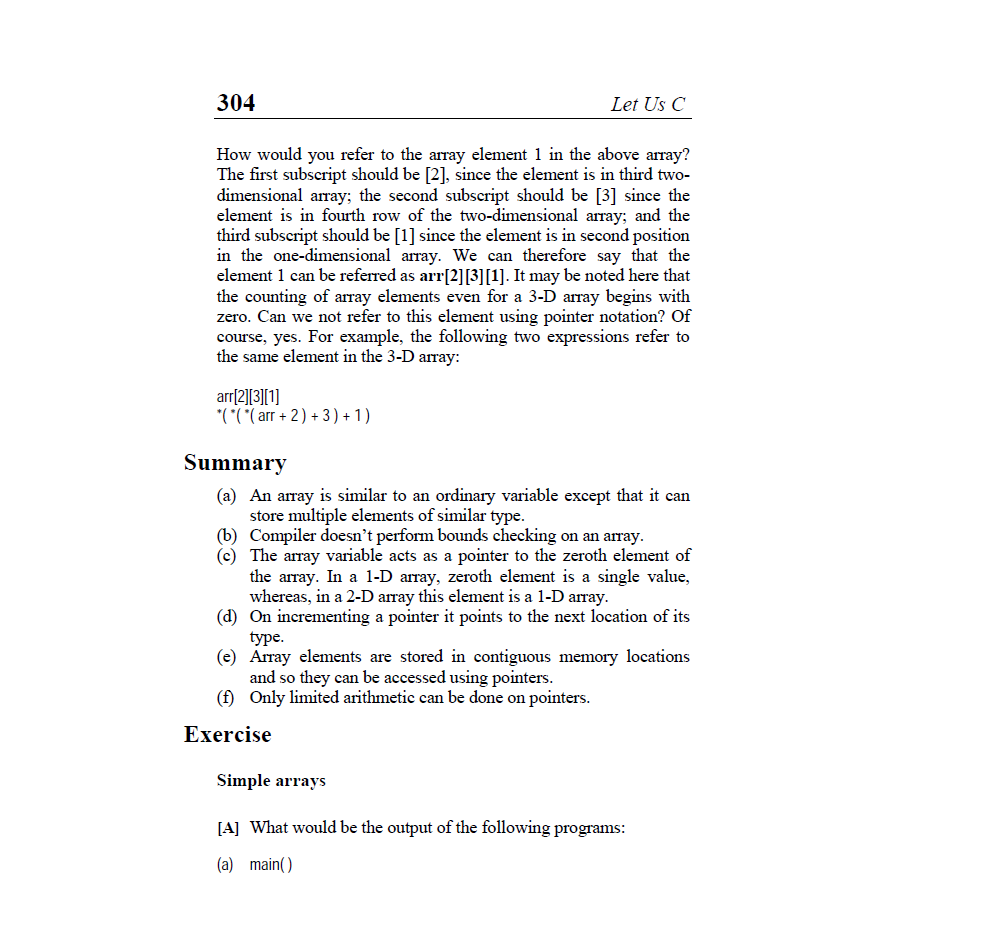 304 Let Us C
How would you refer to the array element 1 in the above array?
The first subscript should be [2], since the element is in third two-
dimensional array; the second subscript should be [3] since the
element is in fourth row of the two-dimensional array; and the
third subscript should be [1] since the element is in second position
in the one-dimensional array. We can therefore say that the
element 1 can be referred as arr[2][3][1]. It may be noted here that
the counting of array elements even for a 3-D array begins with
zero. Can we not refer to this element using pointer notation? Of
course, yes. For example, the following two expressions refer to
the same element in the 3-D array:
arr[2][3][1]
*( *( *( arr + 2 ) + 3 ) + 1 )
Summary
(a) An array is similar to an ordinary variable except that it can
store multiple elements of similar type.
(b) Compiler doesn’t perform bounds checking on an array.
(c) The array variable acts as a pointer to the zeroth element of
the array. In a 1-D array, zeroth element is a single value,
whereas, in a 2-D array this element is a 1-D array.
(d) On incrementing a pointer it points to the next location of its
type.
(e) Array elements are stored in contiguous memory locations
and so they can be accessed using pointers.
(f) Only limited arithmetic can be done on pointers.
Exercise
Simple arrays
[A] What would be the output of the following programs:
(a) main( )